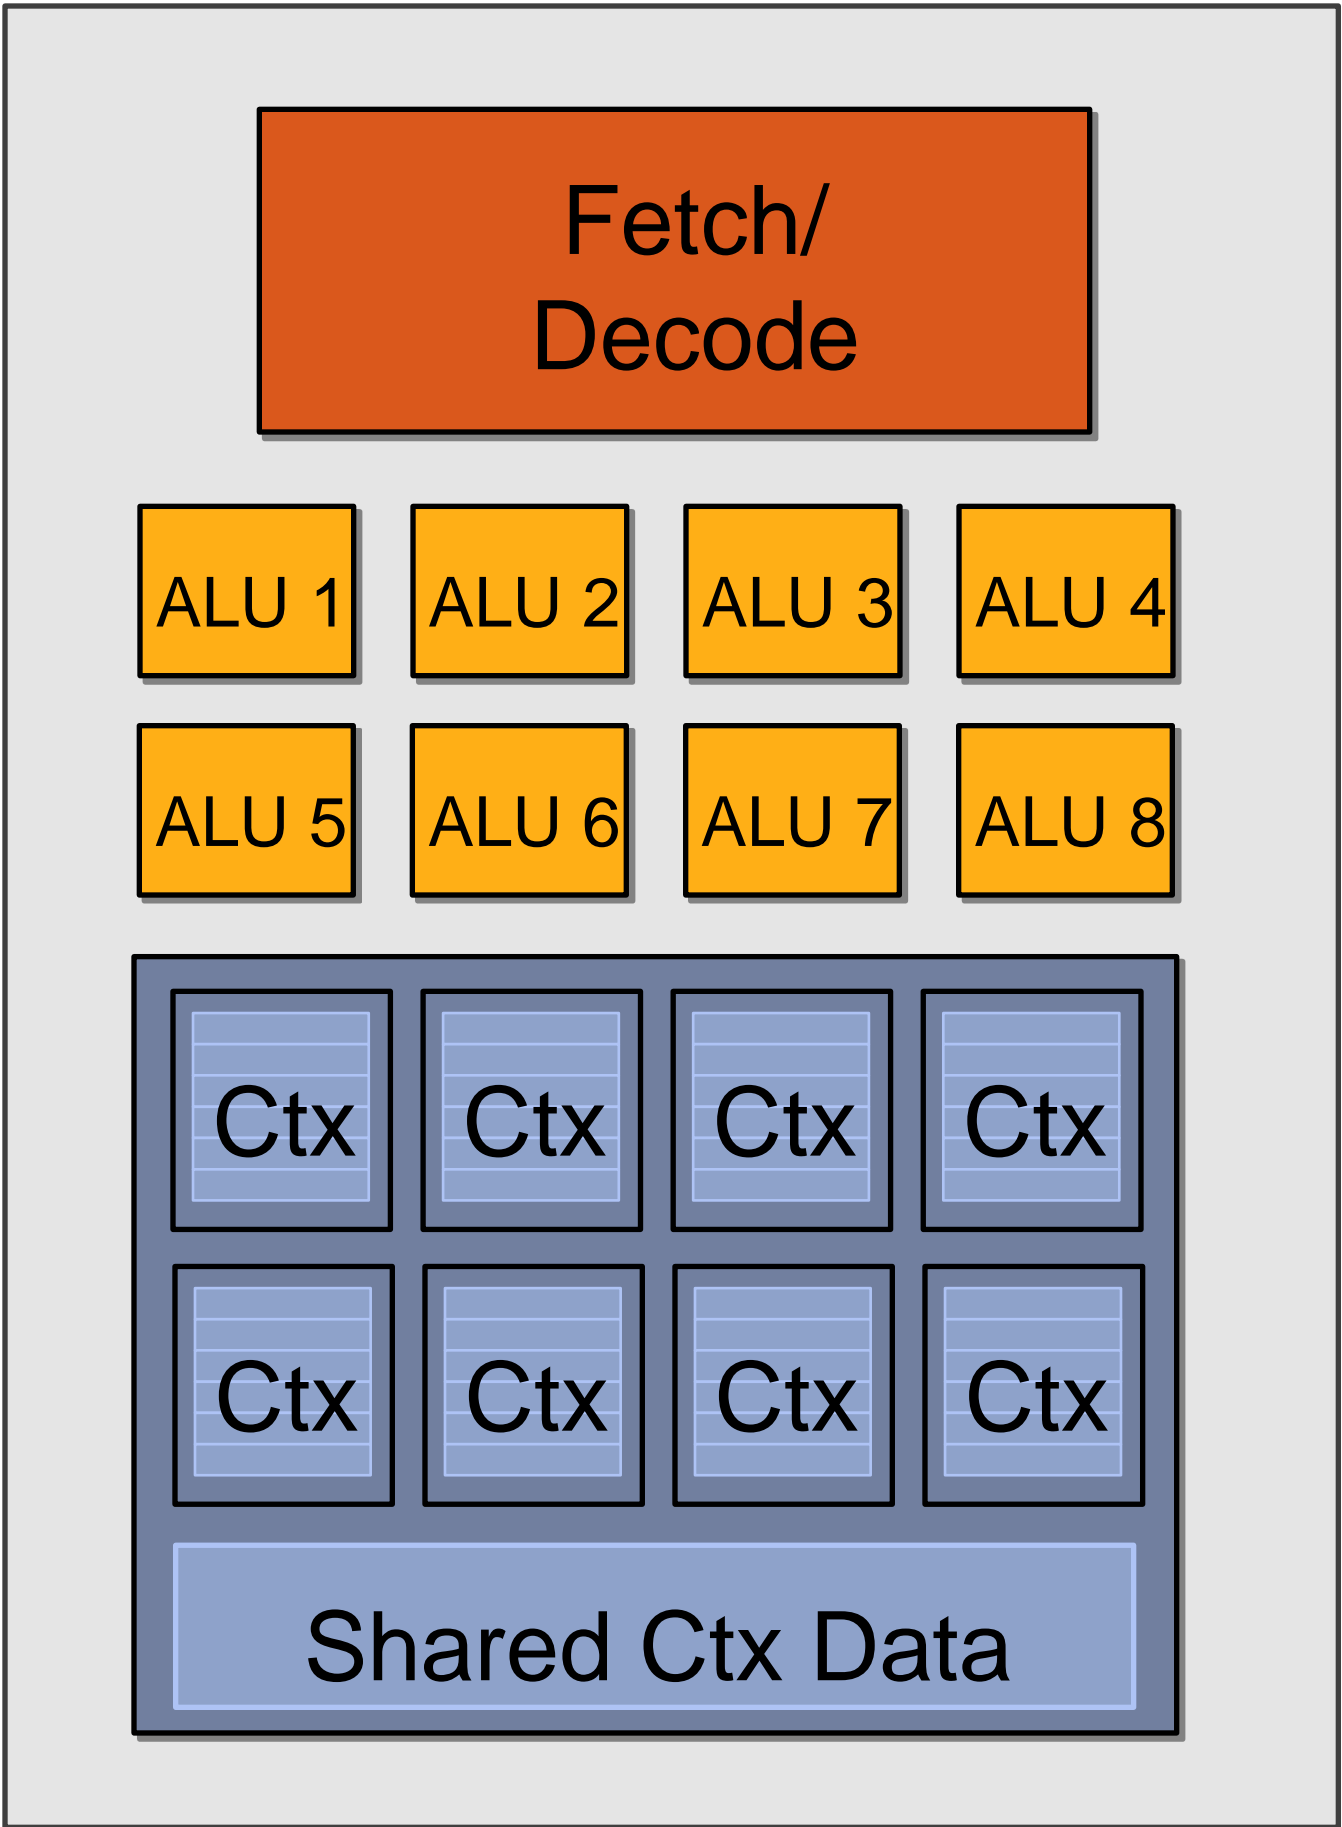 Fetch/
Decode
ALU 1 ALU 2 ALU 3 ALU 4
ALU 5 ALU 6 ALU 7 ALU 8
Ctx Ctx Ctx Ctx
Ctx Ctx Ctx Ctx
Shared Ctx Data